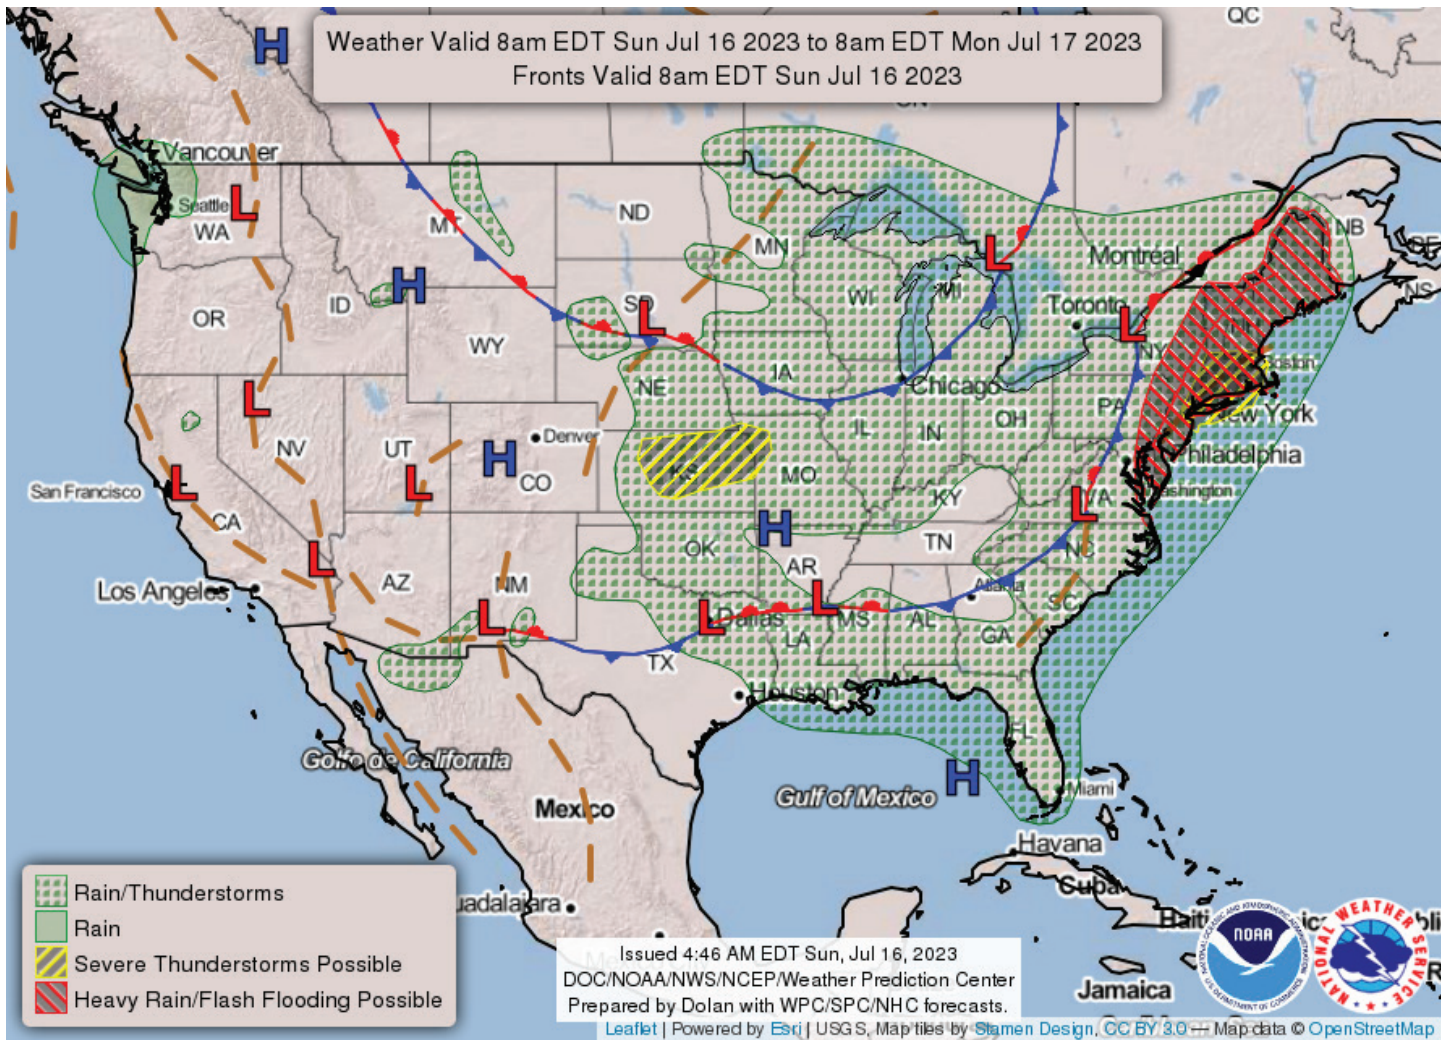 QC
Weather Valid 8am EDT Sun Jul 16 2023 to 8am EDT Mon Jul 17 2023
Fronts Valid 8am EDT Sun Jul 16 2023
H
Vancouver
Seattle
L
WA
MT
ND
MN
L
Montréal
NB
NS
OR
ID
H
SD
L
WI
MI
Toronto
L
NY
WY
IA
Chicago
Boston
NE
PA
New York
L
NV
UT
H
Denver
CO
KS
MO
IL
IN
OH
Philadelphia
San Francisco
L
L
KY
L
VA
Washington
CA
H
OK
AR
TN
NC
Los Angeles
L
AZ
NM
L
L
Dallas
L
MS
AL
Atlanta
SC
GA
LA
TX
Houston
FL
Golfo de California
H
Miami
Mexico
Gulf of Mexico
Havana
Cuba
Rain/Thunderstorms
Rain
Severe Thunderstorms Possible
Heavy Rain/Flash Flooding Possible
uadalajara
Haiti
NOAA
NATIONAL WEATHER SERVICE
Jamaica
Issued 4:46 AM EDT Sun, Jul 16, 2023
DOC/NOAA/NWS/NCEP/Weather Prediction Center
Prepared by Dolan with WPC/SPC/NHC forecasts.
Leaflet | Powered by Esri | USGS, Map tiles by Stamen Design, CC BY 3.0 — Map data © OpenStreetMap